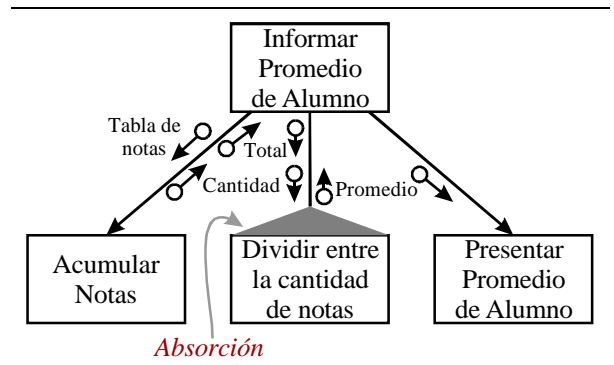 Informar
Promedio
de Alumno
Tabla de
notas
Total
Cantidad
Promedio
Acumular
Notas
Dividir entre
la cantidad
de notas
Presentar
Promedio
de Alumno
Absorción